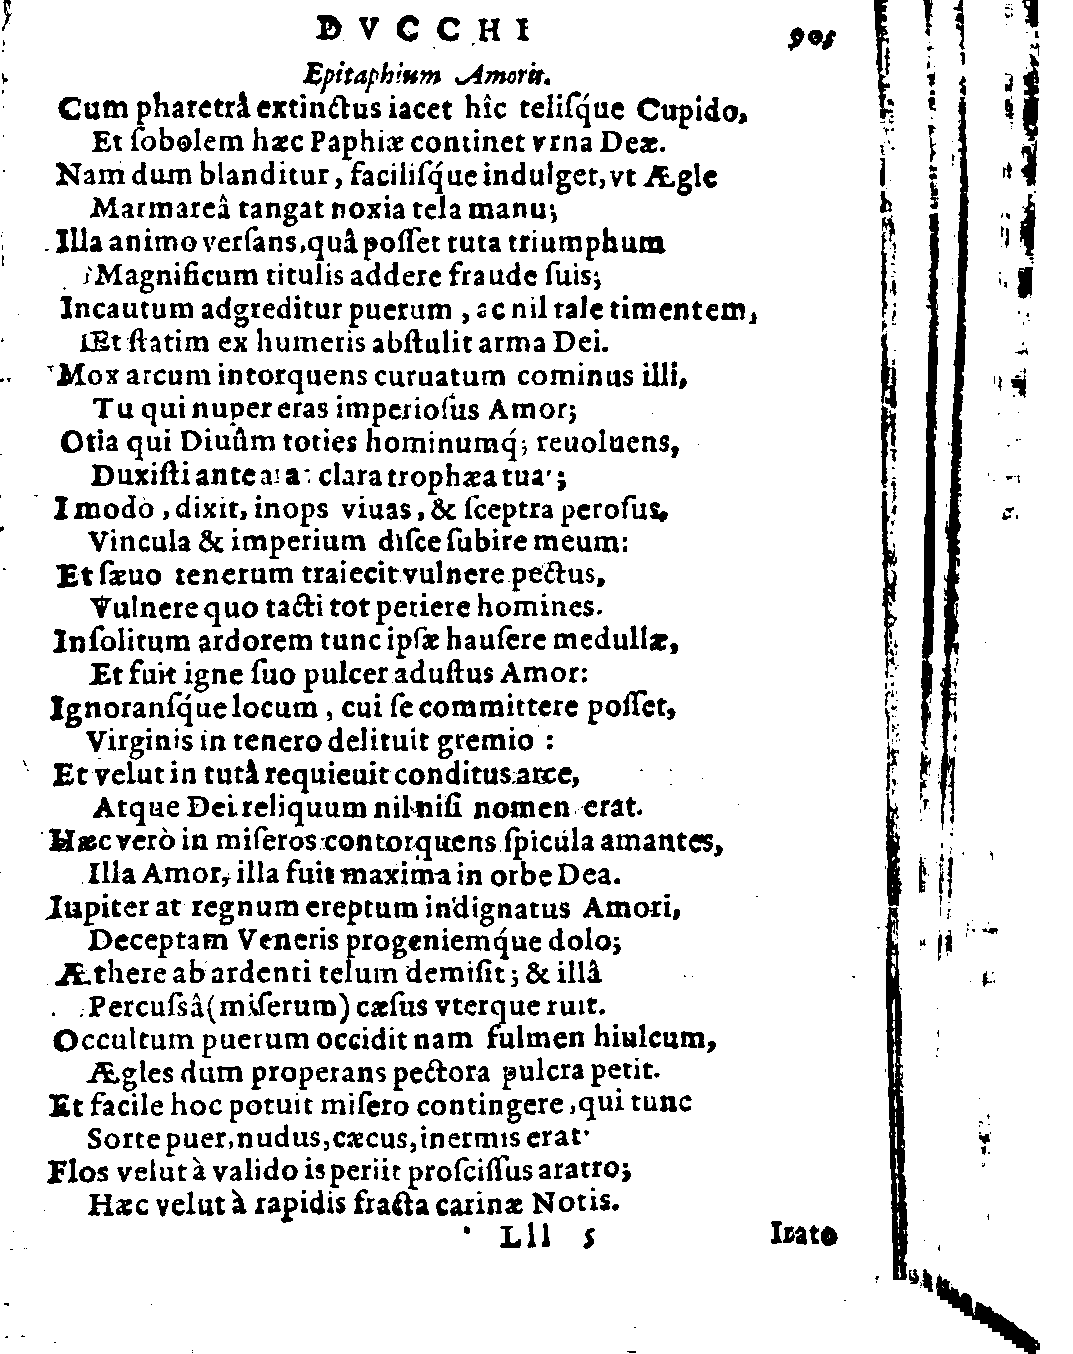 DVCCHI 905
Epitaphium Amoris.
Cum pharetrâ extinctus iacet hîc teliſq́ue Cupido,
Et ſobolem hæc Paphiæ continet vrna Deæ.
Nam dum blanditur, faciliſq́ue indulget, vt Ægle
Marmareâ tangat noxia tela manu;
Illa animo verſans, quâ poſſet tuta triumphum
Magnificum titulis addere fraude ſuis;
Incautum adgreditur puerum, ac nil tale timentem,
Et ſtatim ex humeris abſtulit arma Dei.
Mox arcum intorquens curuatum cominus illi,
Tu qui nuper eras imperioſus Amor;
Otia qui Diuûm toties hominumq́; reuoluens,
Duxiſti ante clara trophæa tua;
I modò, dixit, inops viuas, & ſceptra peroſus,
Vincula & imperium diſce ſubire meum:
Et ſæuo tenerum traiecit vulnere pectus,
Vulnere quo tacti tot periere homines.
Inſolitum ardorem tunc ipſæ hauſere medullæ,
Et fuit igne ſuo pulcer aduſtus Amor:
Ignoranſq́ue locum, cui ſe committere poſſet,
Virginis in tenero delituit gremio:
Et velut in tutâ requieuit conditus arce,
Atque Dei reliquum nil niſi nomen erat.
Hæc verò in miſeros contorquens ſpicula amantes,
Illa Amor, illa fuit maxima in orbe Dea.
Iupiter at regnum ereptum indignatus Amori,
Deceptam Veneris progeniemq́ue dolo;
Æthere ab ardenti telum demiſit; & illâ
Percuſsâ (miſerum) cæſus vterque ruit.
Occultum puerum occidit nam fulmen hiulcum,
Ægles dum properans pectora pulcra petit.
Et facile hoc potuit miſero contingere, qui tunc
Sorte puer, nudus, cæcus, inermis erat.
Flos velut à valido is periit proſciſſus aratro;
Hæc velut à rapidis fracta carinæ Notis.
Lll 5 Irato